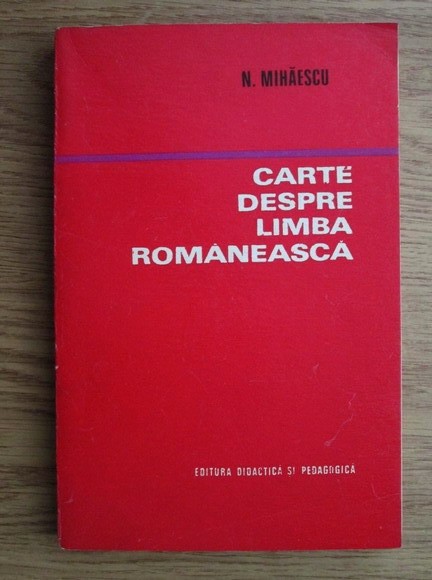 N. MIHĂESCU
CARTE
DESPRE
LIMBA
ROMÂNEASCĂ
EDITURA DIDACTICĂ ȘI PEDAGOGICĂ